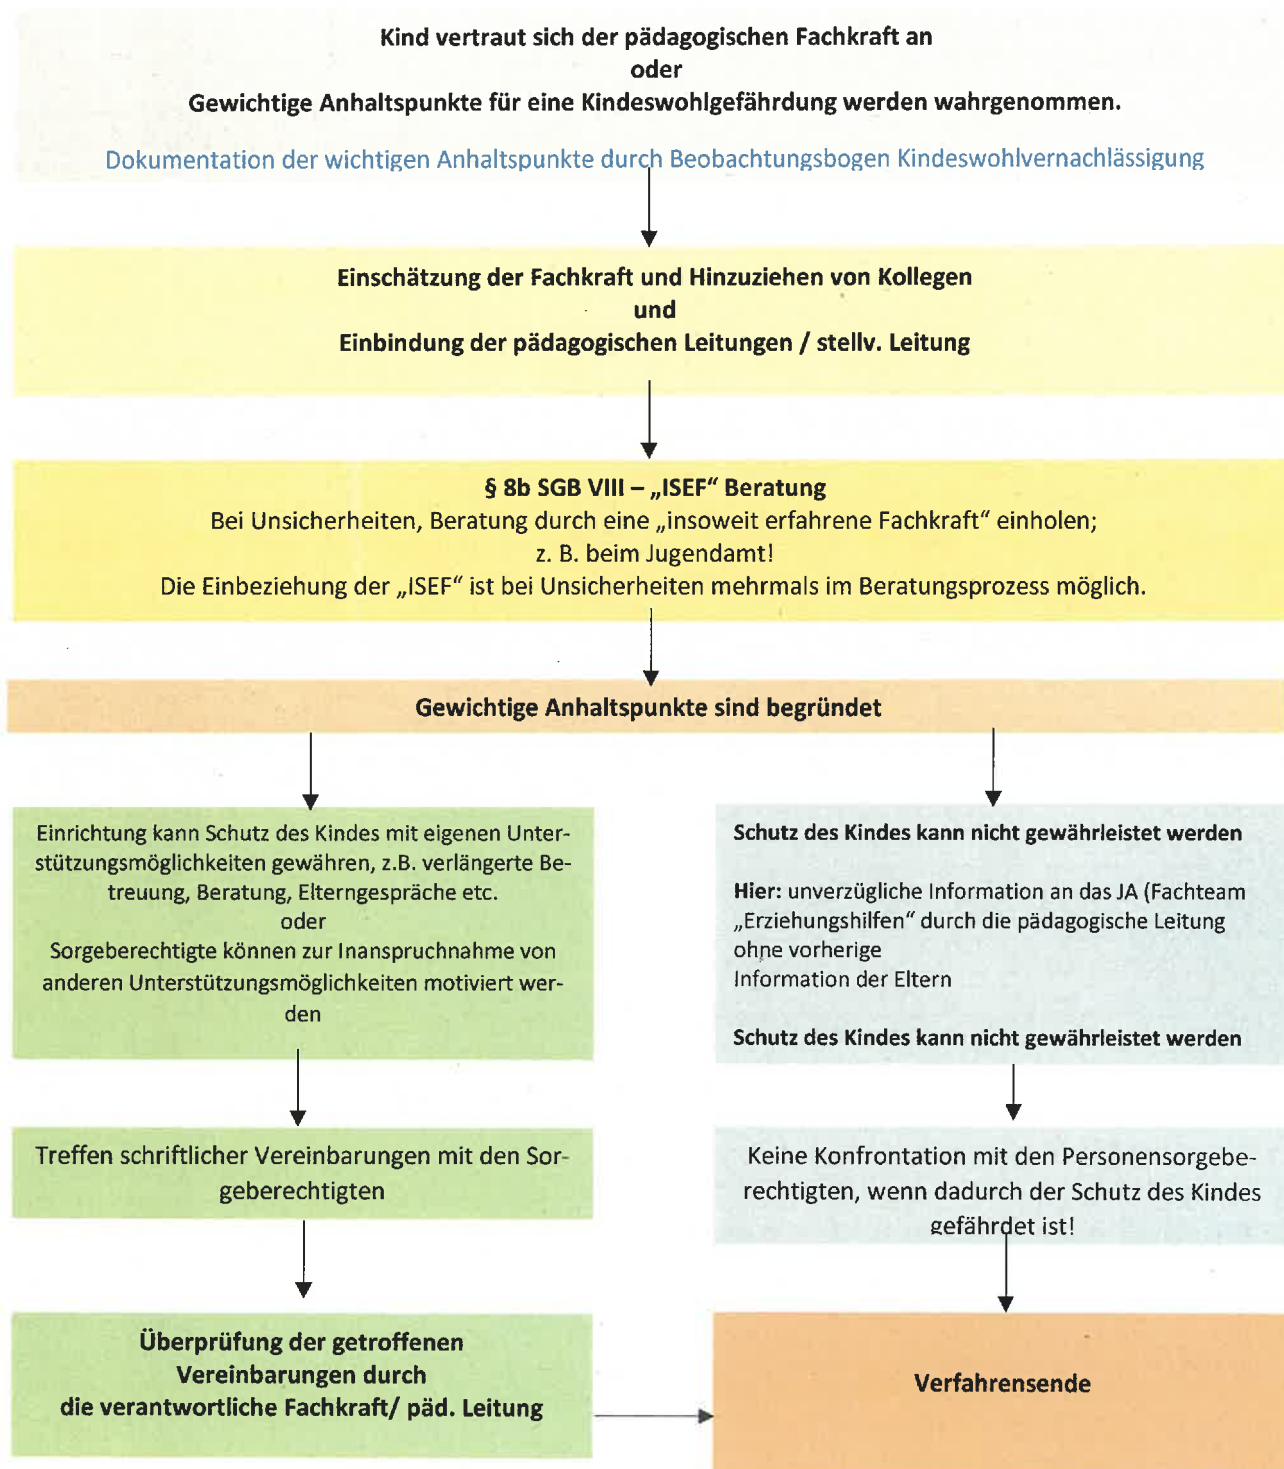 Kind vertraut sich der pädagogischen Fachkraft an
oder
Gewichtige Anhaltspunkte für eine Kindeswohlgefährdung werden wahrgenommen.
Dokumentation der wichtigen Anhaltspunkte durch Beobachtungsbogen Kindeswohlvernachlässigung
Einschätzung der Fachkraft und Hinzuziehen von Kollegen
und
Einbindung der pädagogischen Leitungen / stellv. Leitung
§ 8b SGB VIII – „ISEF" Beratung
Bei Unsicherheiten, Beratung durch eine „insoweit erfahrene Fachkraft" einholen;
z. B. beim Jugendamt!
Die Einbeziehung der „ISEF" ist bei Unsicherheiten mehrmals im Beratungsprozess möglich.
Gewichtige Anhaltspunkte sind begründet
Einrichtung kann Schutz des Kindes mit eigenen Unter-
stützungsmöglichkeiten gewähren, z.B. verlängerte Be-
treuung, Beratung, Elterngespräche etc.
oder
Sorgeberechtigte können zur Inanspruchnahme von
anderen Unterstützungsmöglichkeiten motiviert wer-
den
Treffen schriftlicher Vereinbarungen mit den Sor-
geberechtigten
Überprüfung der getroffenen
Vereinbarungen durch
die verantwortliche Fachkraft/ päd. Leitung
Schutz des Kindes kann nicht gewährleistet werden
Hier: unverzügliche Information an das JA (Fachteam
„Erziehungshilfen" durch die pädagogische Leitung
ohne vorherige
Information der Eltern
Schutz des Kindes kann nicht gewährleistet werden
Keine Konfrontation mit den Personensorgebe-
rechtigten, wenn dadurch der Schutz des Kindes
gefährdet ist!
Verfahrensende